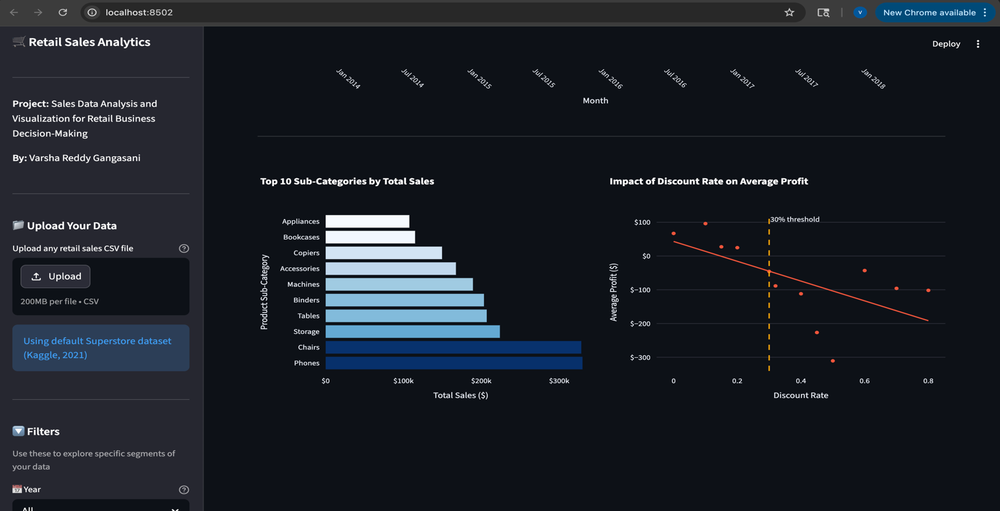 localhost:8502
V
New Chrome available
🛒 Retail Sales Analytics
Project: Sales Data Analysis and
Visualization for Retail Business
Decision-Making
By: Varsha Reddy Gangasani
📁 Upload Your Data
Upload any retail sales CSV file
Upload
200MB per file • CSV
Using default Superstore dataset
(Kaggle, 2021)
🔽 Filters
Use these to explore specific segments of
your data
📅 Year
All
Deploy
Jan 2014
Jul 2014
Jan 2015
Jul 2015
Jan 2016
Jul 2016
Jan 2017
Jul 2017
Jan 2018
Month
Top 10 Sub-Categories by Total Sales
Product Sub-Category
Appliances
Bookcases
Copiers
Accessories
Machines
Binders
Tables
Storage
Chairs
Phones
$0
$100k
$200k
$300k
Total Sales ($)
Impact of Discount Rate on Average Profit
30% threshold
Average Profit ($)
$100
$0
$−100
$−200
$−300
0
0.2
0.4
0.6
0.8
Discount Rate